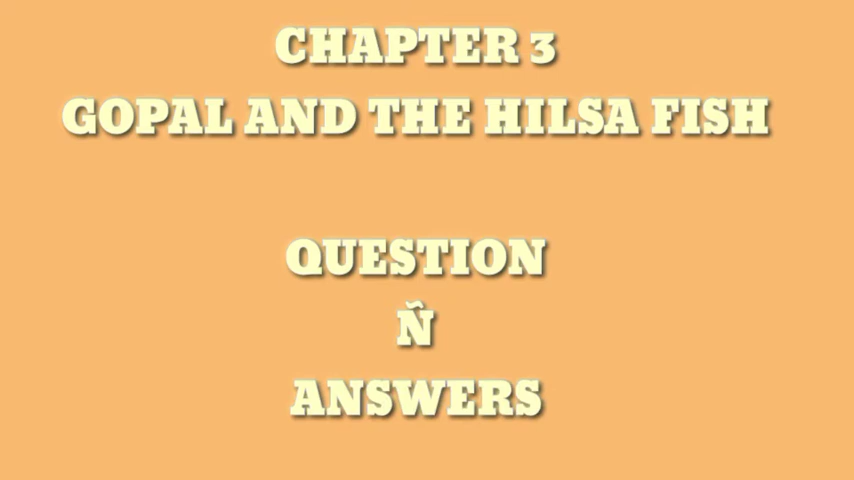 CHAPTER 3
GOPAL AND THE HILSA FISH
QUESTION
Ñ
ANSWERS